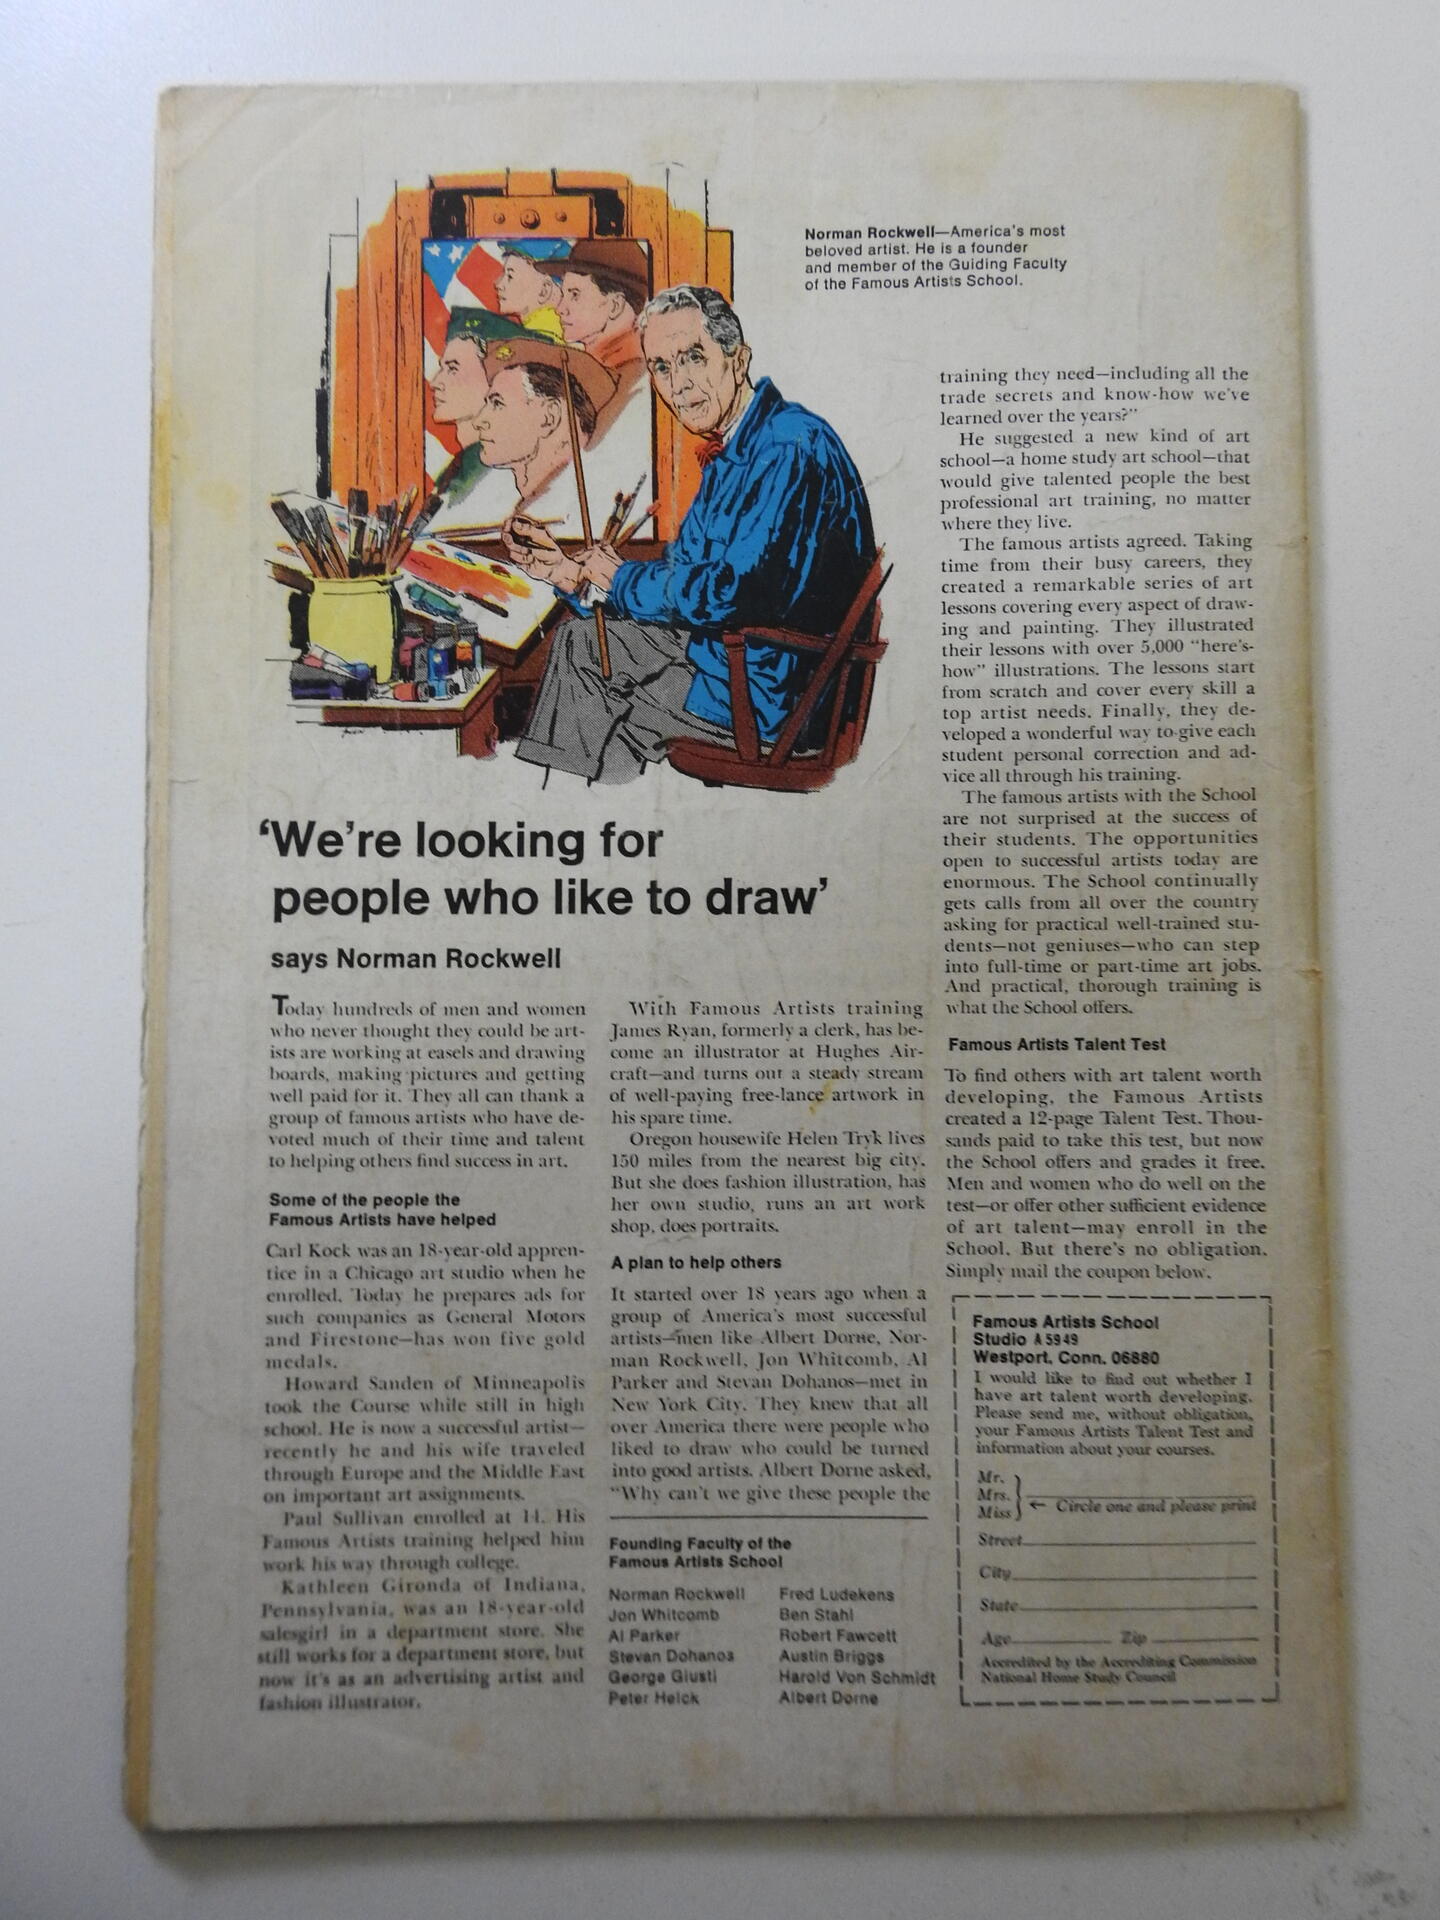 Norman Rockwell—America's most
beloved artist. He is a founder
and member of the Guiding Faculty
of the Famous Artists School.
'We're looking for
people who like to draw'
says Norman Rockwell
Today hundreds of men and women
who never thought they could be art-
ists are working at easels and drawing
boards, making pictures and getting
well paid for it. They all can thank a
group of famous artists who have de-
voted much of their time and talent
to helping others find success in art.
Some of the people the
Famous Artists have helped
Carl Kock was an 18-year-old appren-
tice in a Chicago art studio when he
enrolled. Today he prepares ads for
such companies as General Motors
and Firestone—has won five gold
medals.
Howard Sanden of Minneapolis
took the Course while still in high
school. He is now a successful artist—
recently he and his wife traveled
through Europe and the Middle East
on important art assignments.
Paul Sullivan enrolled at 14. His
Famous Artists training helped him
work his way through college.
Kathleen Gironda of Indiana,
Pennsylvania, was an 18-year-old
salesgirl in a department store. She
still works for a department store, but
now it's as an advertising artist and
fashion illustrator.
With Famous Artists training
James Ryan, formerly a clerk, has be-
come an illustrator at Hughes Air-
craft—and turns out a steady stream
of well-paying free-lance artwork in
his spare time.
Oregon housewife Helen Tryk lives
150 miles from the nearest big city.
But she does fashion illustration, has
her own studio, runs an art work
shop, does portraits.
A plan to help others
It started over 18 years ago when a
group of America's most successful
artists—men like Albert Dorne, Nor-
man Rockwell, Jon Whitcomb, Al
Parker and Stevan Dohanos—met in
New York City. They knew that all
over America there were people who
liked to draw who could be turned
into good artists. Albert Dorne asked,
"Why can't we give these people the
Founding Faculty of the
Famous Artists School
Norman Rockwell
Jon Whitcomb
Al Parker
Stevan Dohanos
George Giusti
Peter Helck
Fred Ludekens
Ben Stahl
Robert Fawcett
Austin Briggs
Harold Von Schmidt
Albert Dorne
training they need—including all the
trade secrets and know-how we've
learned over the years?"
He suggested a new kind of art
school—a home study art school—that
would give talented people the best
professional art training, no matter
where they live.
The famous artists agreed. Taking
time from their busy careers, they
created a remarkable series of art
lessons covering every aspect of draw-
ing and painting. They illustrated
their lessons with over 5,000 "here's-
how" illustrations. The lessons start
from scratch and cover every skill a
top artist needs. Finally, they de-
veloped a wonderful way to give each
student personal correction and ad-
vice all through his training.
The famous artists with the School
are not surprised at the success of
their students. The opportunities
open to successful artists today are
enormous. The School continually
gets calls from all over the country
asking for practical well-trained stu-
dents—not geniuses—who can step
into full-time or part-time art jobs.
And practical, thorough training is
what the School offers.
Famous Artists Talent Test
To find others with art talent worth
developing, the Famous Artists
created a 12-page Talent Test. Thou-
sands paid to take this test, but now
the School offers and grades it free.
Men and women who do well on the
test—or offer other sufficient evidence
of art talent—may enroll in the
School. But there's no obligation.
Simply mail the coupon below.
Famous Artists School
Studio A5949
Westport, Conn. 06880
I would like to find out whether I
have art talent worth developing.
Please send me, without obligation,
your Famous Artists Talent Test and
information about your courses.
Mr.
Mrs.
Miss ← Circle one and please print
Street
City
State
Age Zip
Accredited by the Accrediting Commission
National Home Study Council